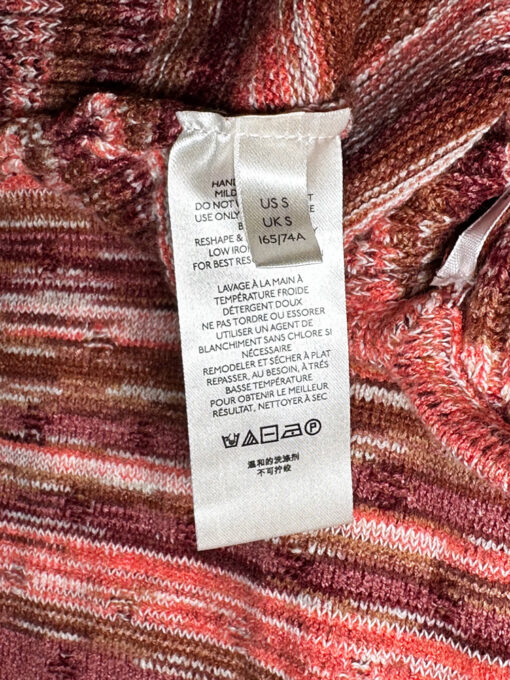 HAND
MILD
DO NOT
USE ONLY
US S
UK S
165/74A
RESHAPE &
LOW IRON
FOR BEST RES
LAVAGE À LA MAIN À
TEMPÉRATURE FROIDE
DÉTERGENT DOUX
NE PAS TORDRE OU ESSORER
UTILISER UN AGENT DE
BLANCHIMENT SANS CHLORE SI
NÉCESSAIRE
REMODELER ET SÉCHER À PLAT
REPASSER, AU BESOIN, À TRÈS
BASSE TEMPÉRATURE
POUR OBTENIR LE MEILLEUR
RÉSULTAT, NETTOYER À SEC
温和的洗涤剂
不可拧绞